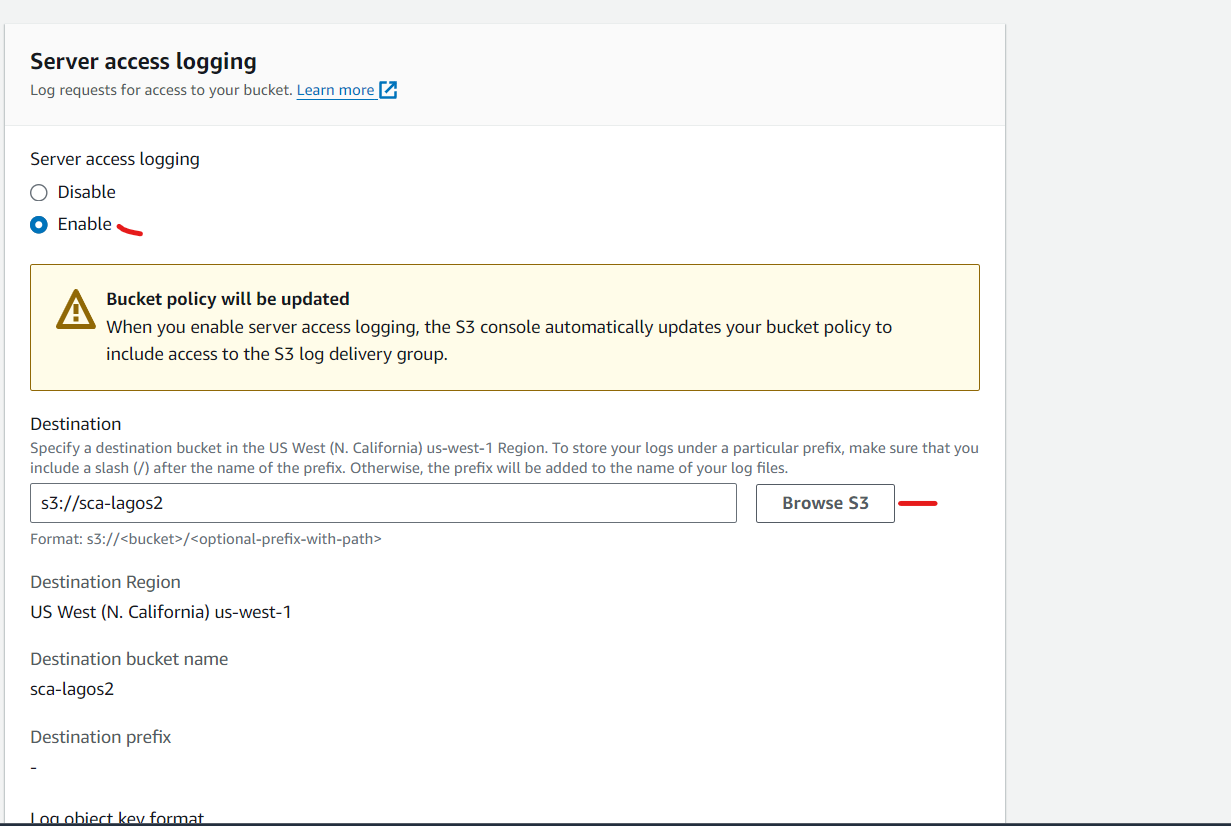 Server access logging
Log requests for access to your bucket. Learn more
Server access logging
Disable
Enable
Bucket policy will be updated
When you enable server access logging, the S3 console automatically updates your bucket policy to
include access to the S3 log delivery group.
Destination
Specify a destination bucket in the US West (N. California) us-west-1 Region. To store your logs under a particular prefix, make sure that you
include a slash (/) after the name of the prefix. Otherwise, the prefix will be added to the name of your log files.
s3://sca-lagos2
Browse S3
Format: s3://<bucket>/<optional-prefix-with-path>
Destination Region
US West (N. California) us-west-1
Destination bucket name
sca-lagos2
Destination prefix
-
Log object key format